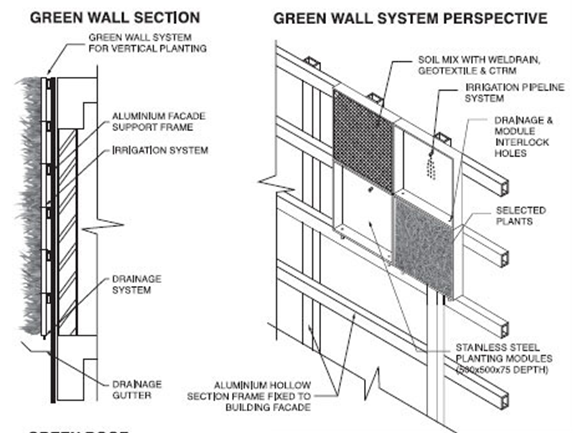 GREEN WALL SECTION
GREEN WALL SYSTEM
FOR VERTICAL PLANTING
ALUMINIUM FACADE
SUPPORT FRAME
IRRIGATION SYSTEM
DRAINAGE
SYSTEM
DRAINAGE
GUTTER
GREEN WALL SYSTEM PERSPECTIVE
SOIL MIX WITH WELDRAIN,
GEOTEXTILE & CTRM
IRRIGATION PIPELINE
SYSTEM
DRAINAGE &
MODULE
INTERLOCK
HOLES
SELECTED
PLANTS
STAINLESS STEEL
PLANTING MODULES
x500x75 DEPTH)
ALUMINIUM HOLLOW
SECTION FRAME FIXED TO
BUILDING FACADE